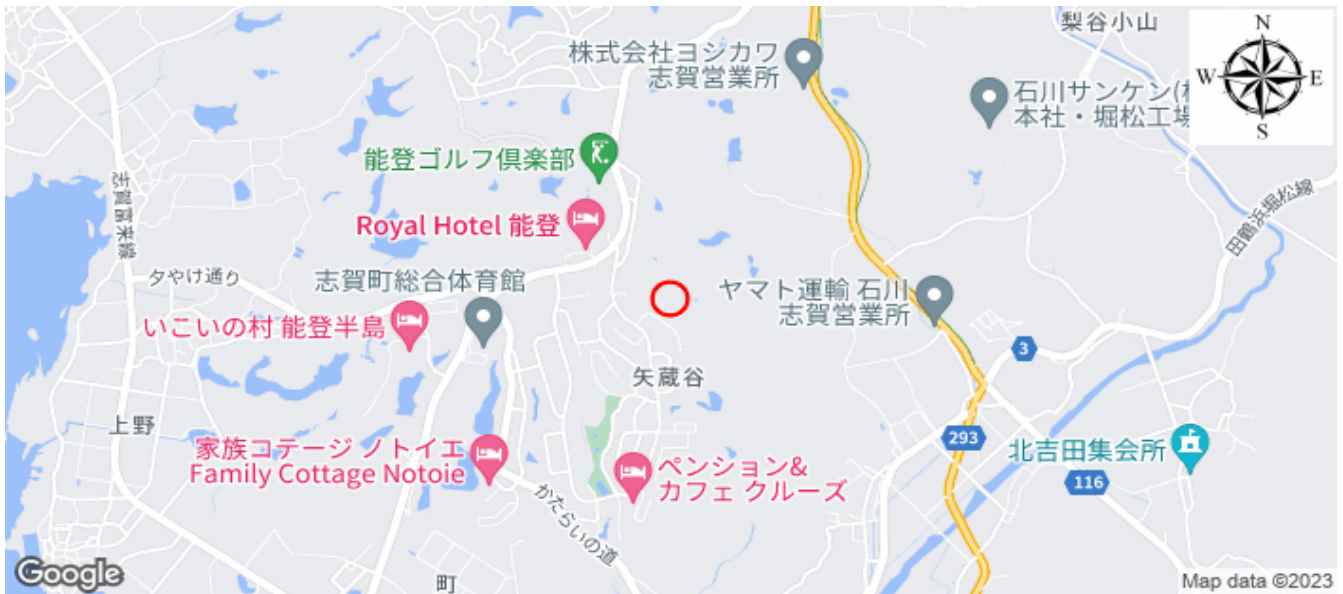 梨谷小山
N
W
E
S
株式会社ヨシカワ
志賀営業所
石川サンケン(
本社・堀松工場
能登ゴルフ倶楽部
志賀富来線
田鶴浜堀松線
Royal Hotel 能登
夕やけ通り
志賀町総合体育館
ヤマト運輸 石川
志賀営業所
いこいの村 能登半島
3
矢蔵谷
上野
家族コテージ ノトイエ
Family Cottage Notoie
293
北吉田集会所
ペンション&
カフェ クルーズ
116
かたらいの道
町
Google
Map data ©2023